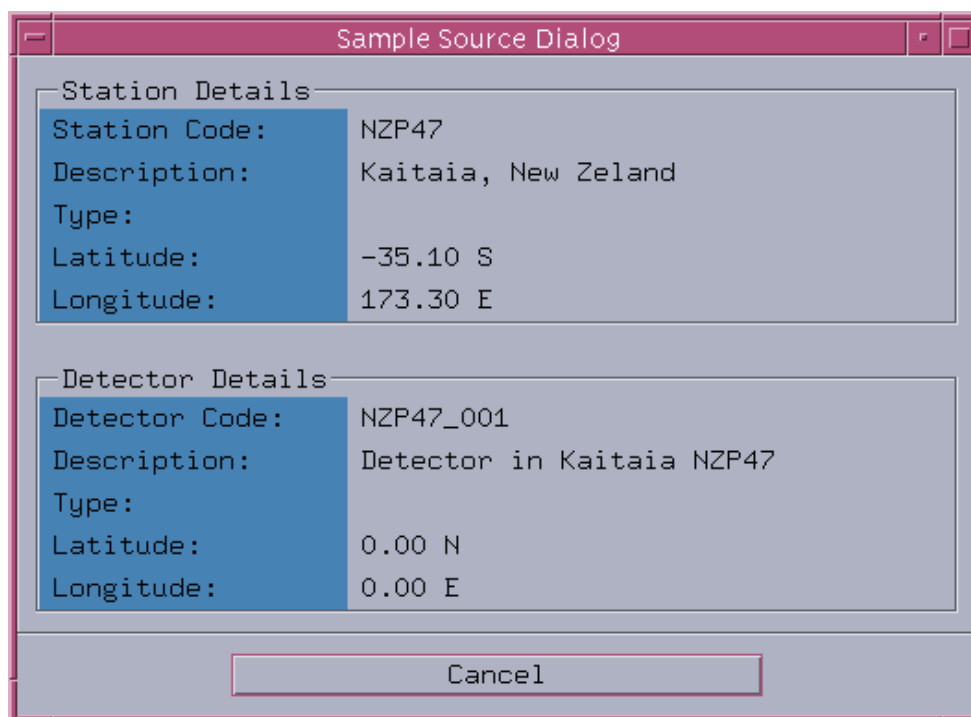 Sample Source Dialog
Station Details
Station Code: NZP47
Description: Kaitaia, New Zeland
Type:
Latitude: -35.10 S
Longitude: 173.30 E
Detector Details
Detector Code: NZP47_001
Description: Detector in Kaitaia NZP47
Type:
Latitude: 0.00 N
Longitude: 0.00 E
Cancel